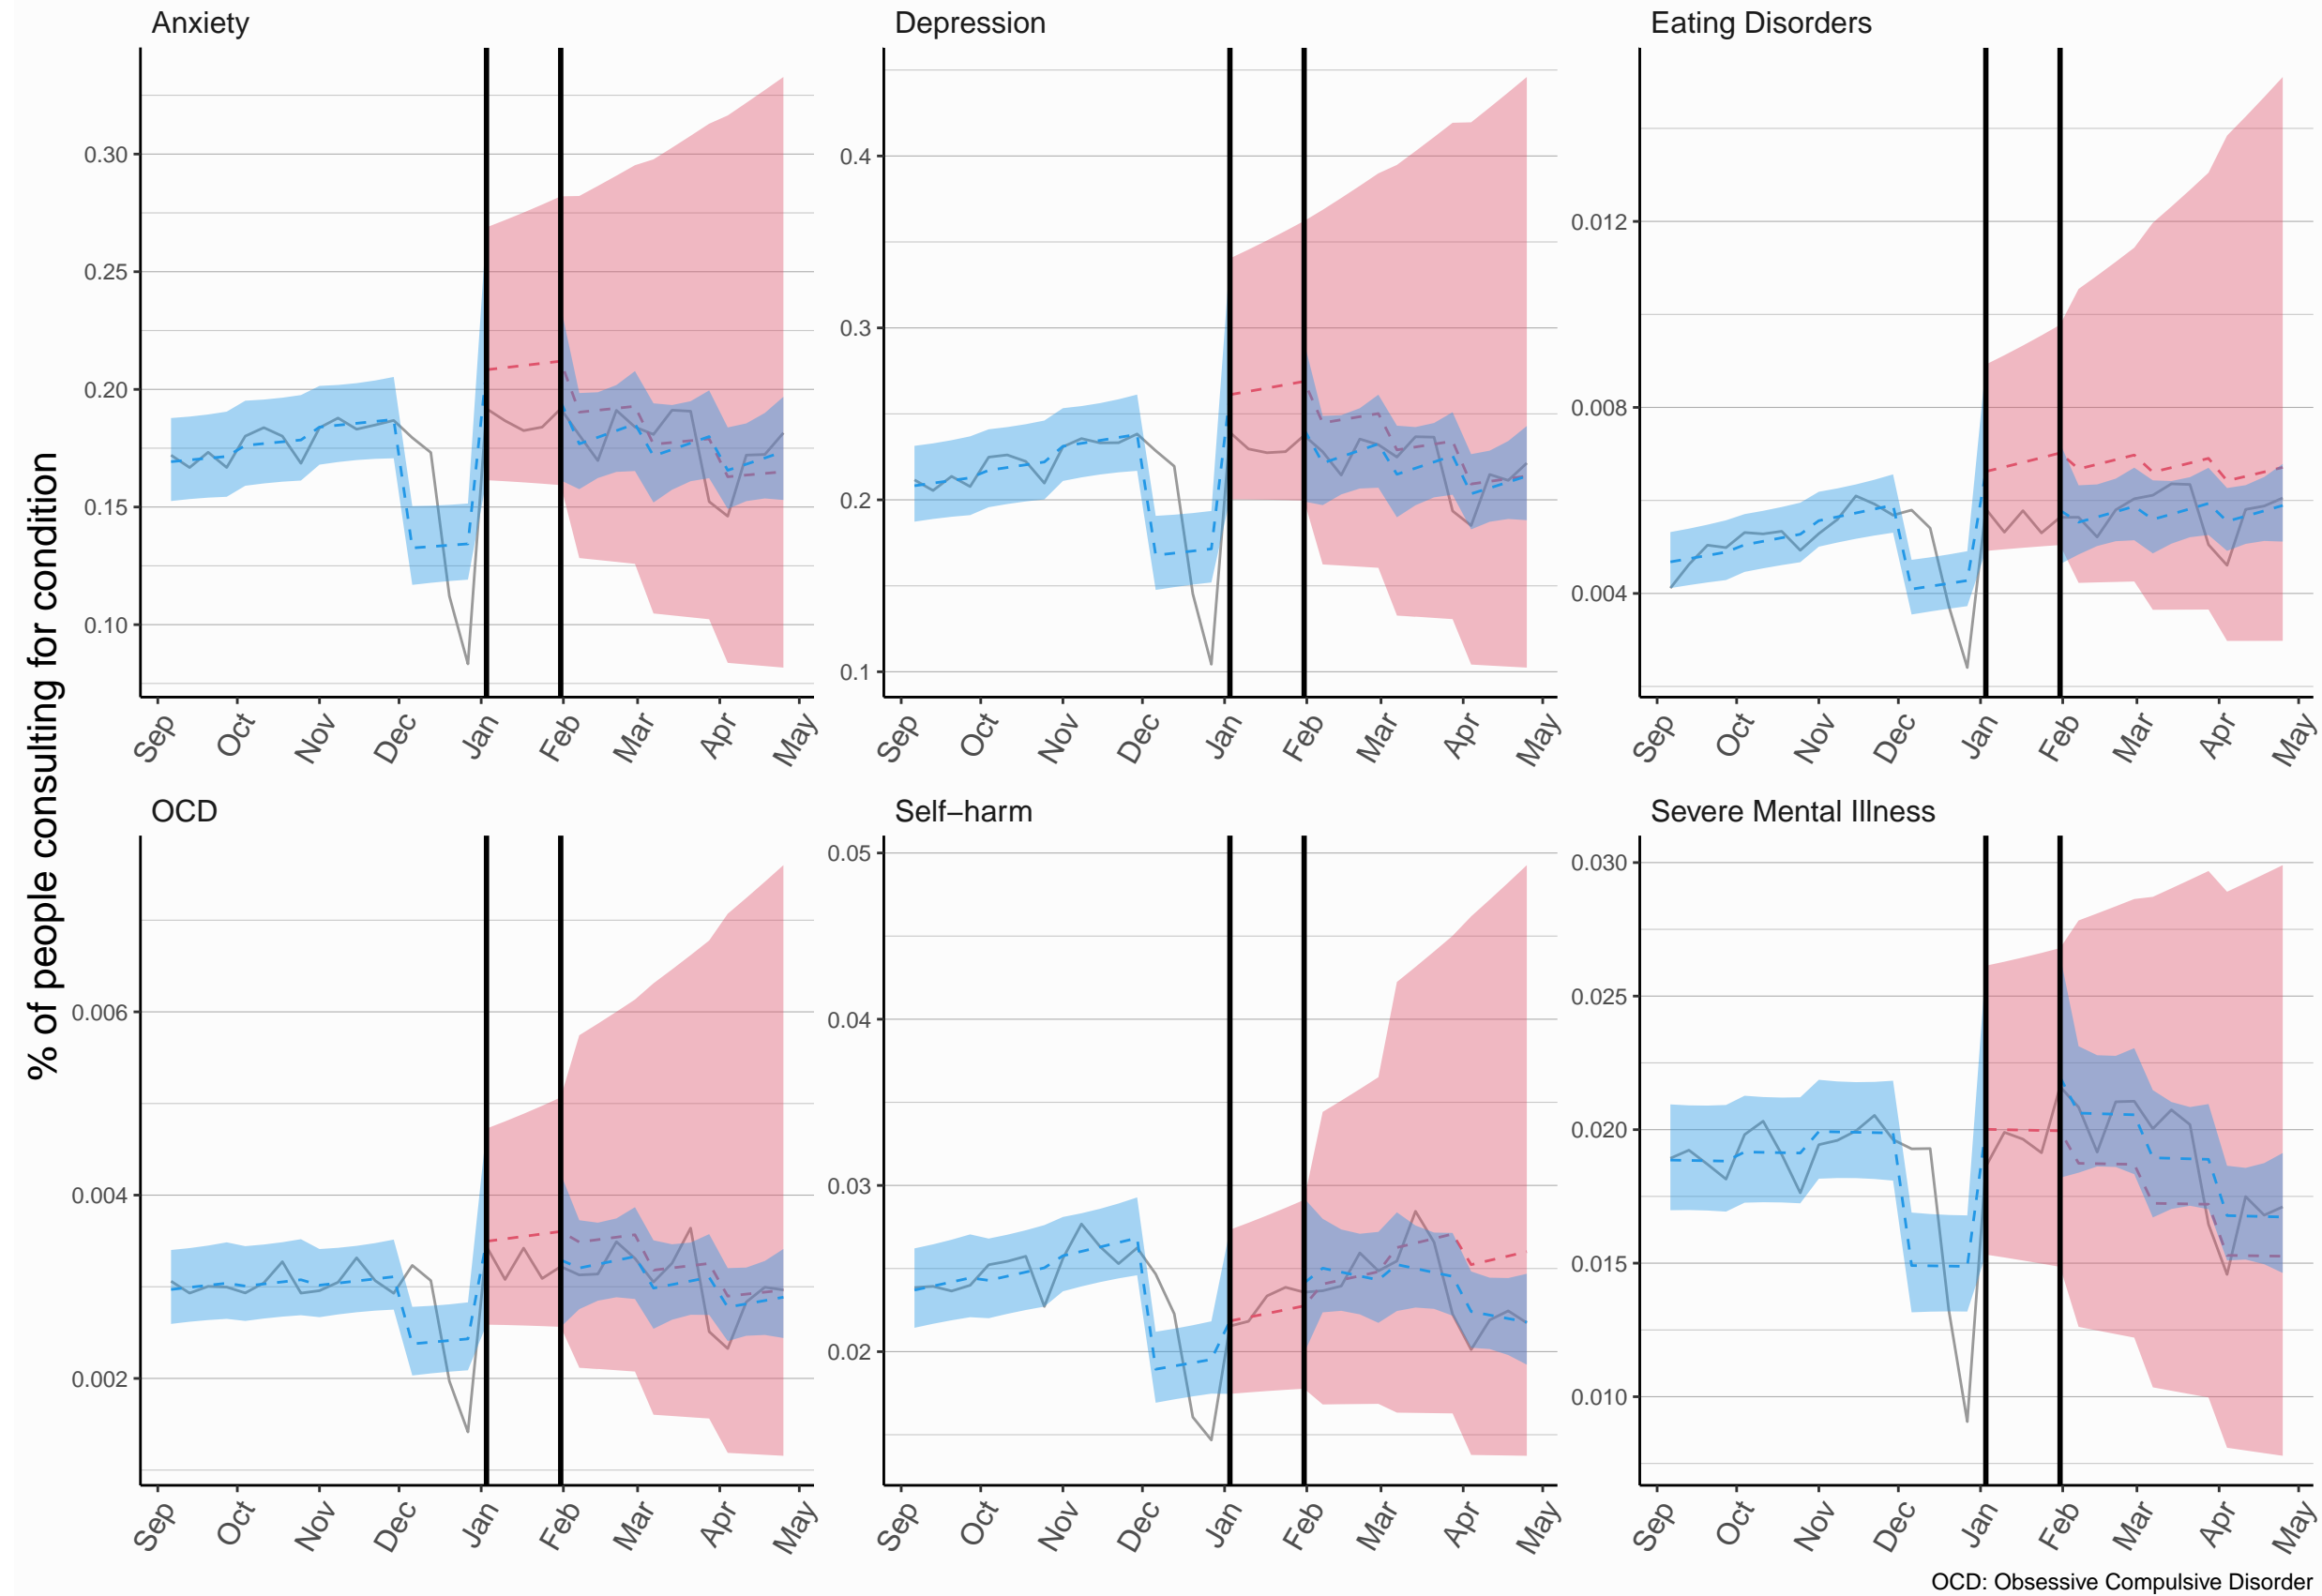 Anxiety
Depression
Eating Disorders
% of people consulting for condition
0.30
0.25
0.20
0.15
0.10
0.4
0.3
0.2
0.1
0.012
0.008
0.004
Sep Oct Nov Dec Jan Feb Mar Apr May
Sep Oct Nov Dec Jan Feb Mar Apr May
Sep Oct Nov Dec Jan Feb Mar Apr May
OCD
Self−harm
Severe Mental Illness
0.006
0.004
0.002
0.05
0.04
0.03
0.02
0.030
0.025
0.020
0.015
0.010
Sep Oct Nov Dec Jan Feb Mar Apr May
Sep Oct Nov Dec Jan Feb Mar Apr May
Sep Oct Nov Dec Jan Feb Mar Apr May
OCD: Obsessive Compulsive Disorder